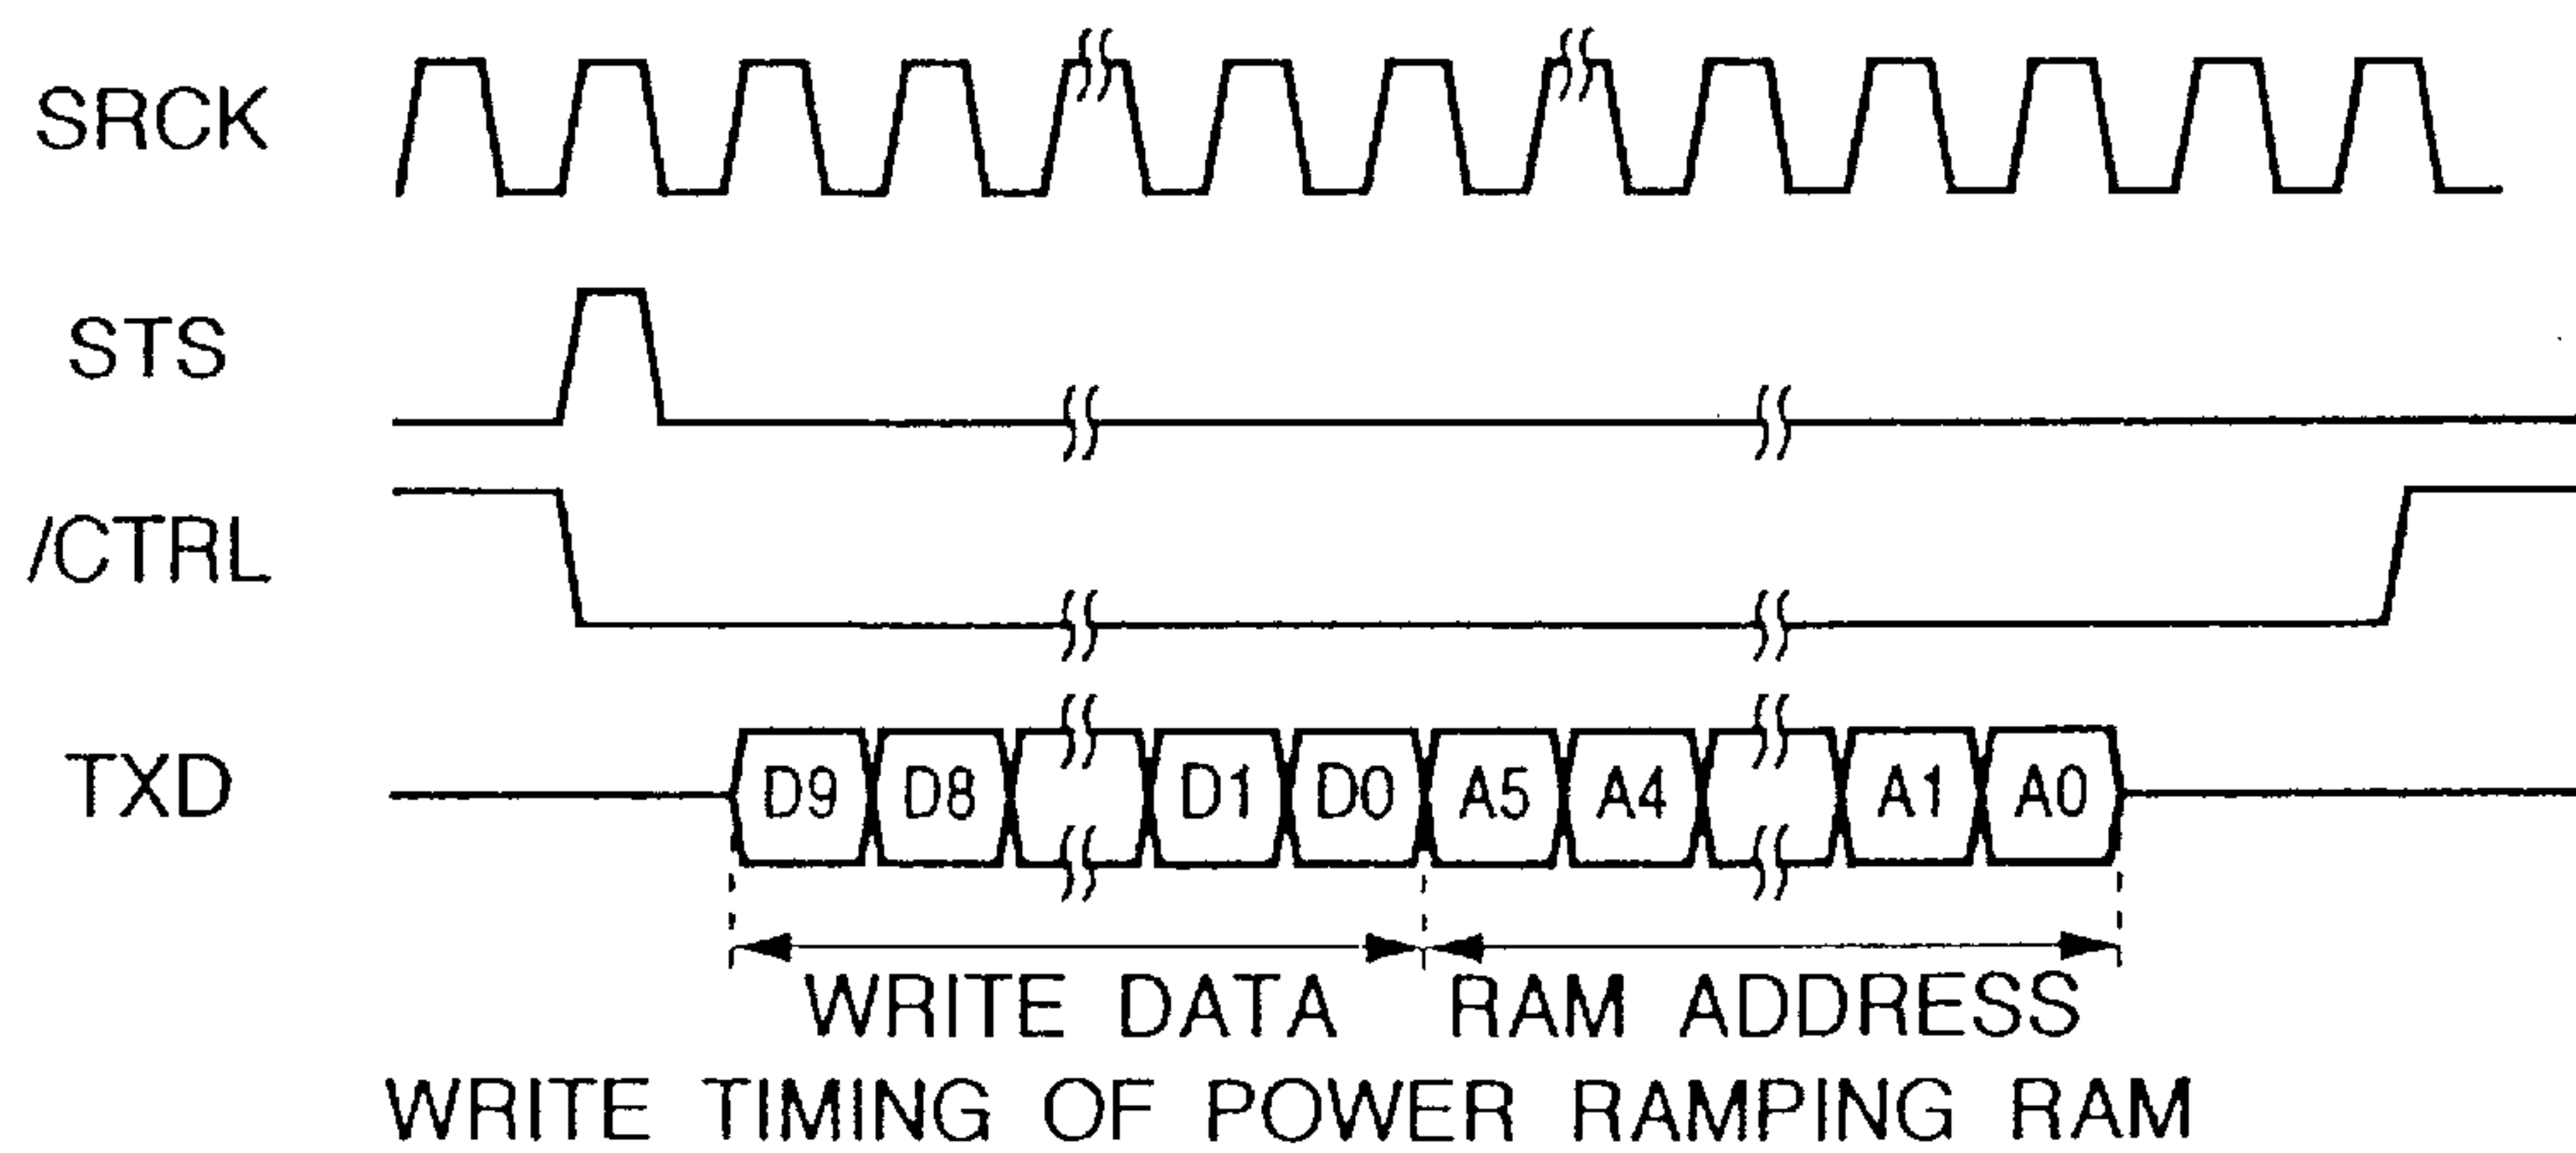 SRCK
STS
/CTRL
TXD
D9 D8 D1 D0 A5 A4 A1 A0
WRITE DATA RAM ADDRESS
WRITE TIMING OF POWER RAMPING RAM